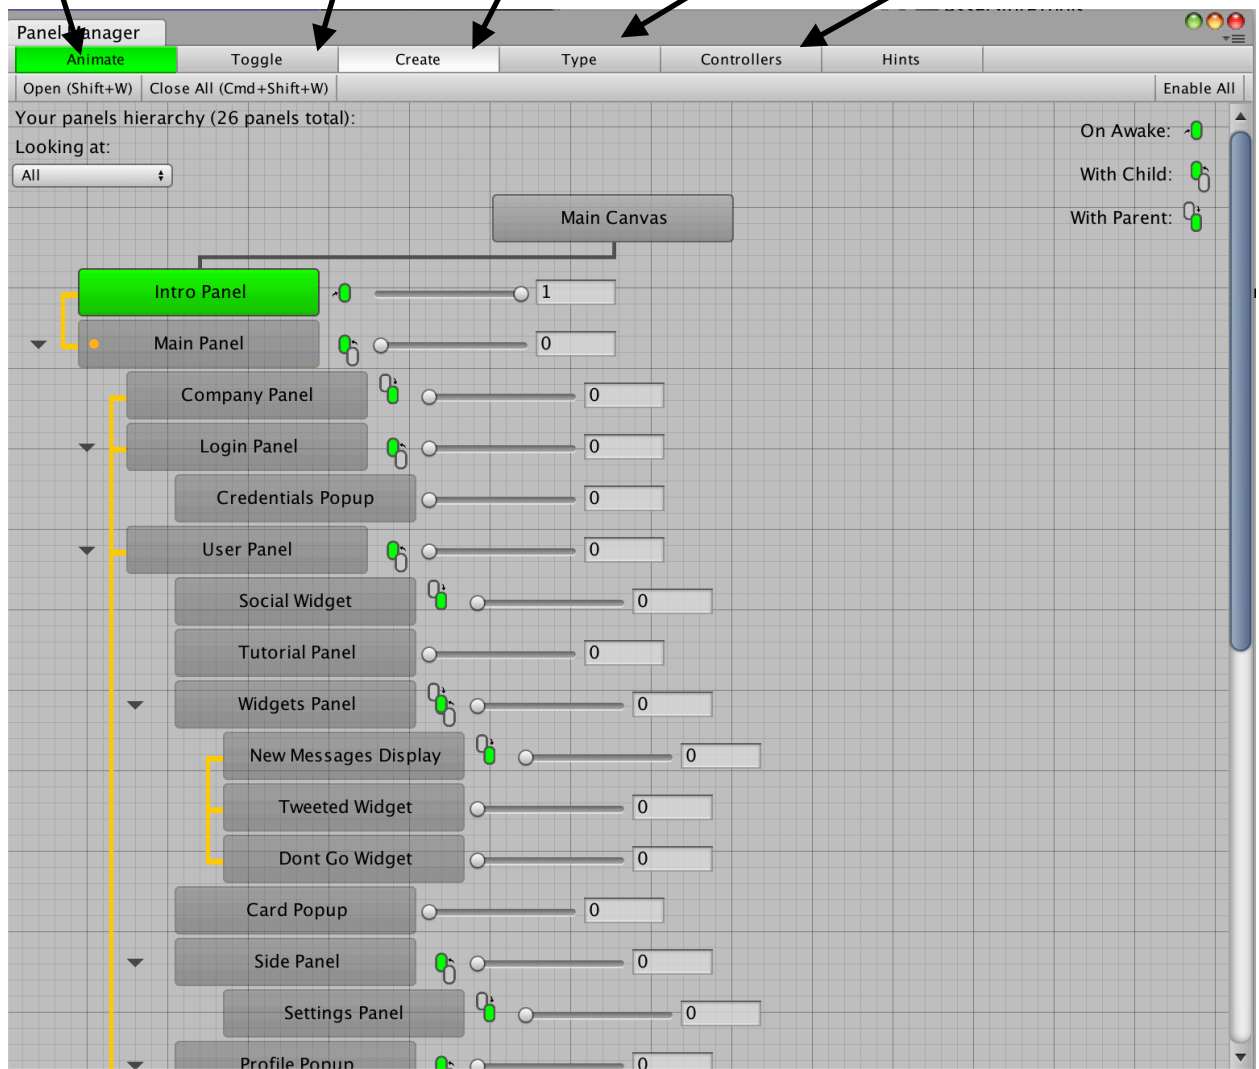 Panel Manager
Animate Toggle Create Type Controllers Hints
Open (Shift+W) Close All (Cmd+Shift+W) Enable All
Your panels hierarchy (26 panels total):
On Awake:
Looking at:
All
With Child:
With Parent:
Main Canvas
Intro Panel 1
Main Panel 0
Company Panel 0
Login Panel 0
Credentials Popup 0
User Panel 0
Social Widget 0
Tutorial Panel 0
Widgets Panel 0
New Messages Display 0
Tweeted Widget 0
Dont Go Widget 0
Card Popup 0
Side Panel 0
Settings Panel 0
Profile Popup 0